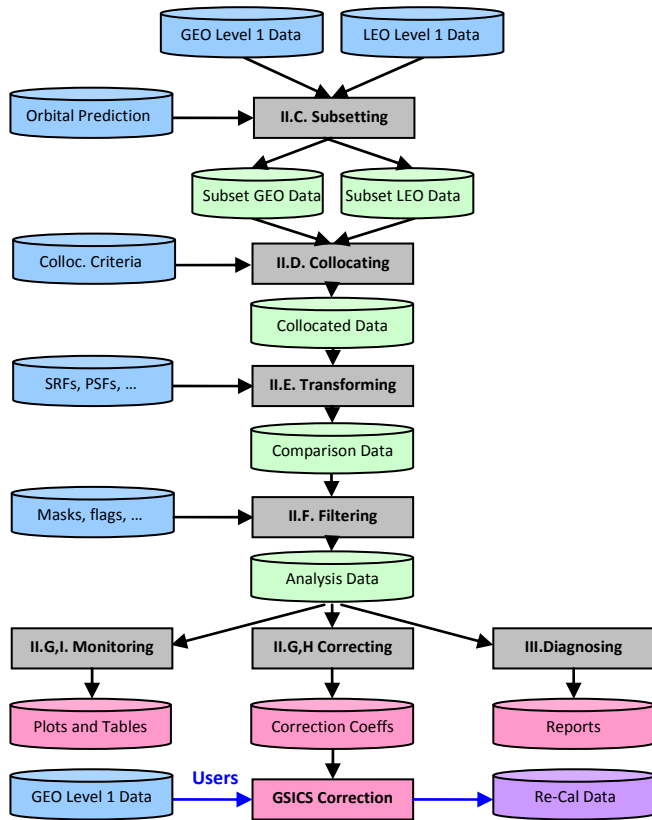 GEO Level 1 Data
LEO Level 1 Data
Orbital Prediction
II.C. Subsetting
Subset GEO Data
Subset LEO Data
Colloc. Criteria
II.D. Collocating
Collocated Data
SRFs, PSFs, ...
II.E. Transforming
Comparison Data
Masks, flags, ...
II.F. Filtering
Analysis Data
II.G,I. Monitoring
II.G,H Correcting
III.Diagnosing
Plots and Tables
Correction Coeffs
Reports
Users
GEO Level 1 Data
GSICS Correction
Re-Cal Data